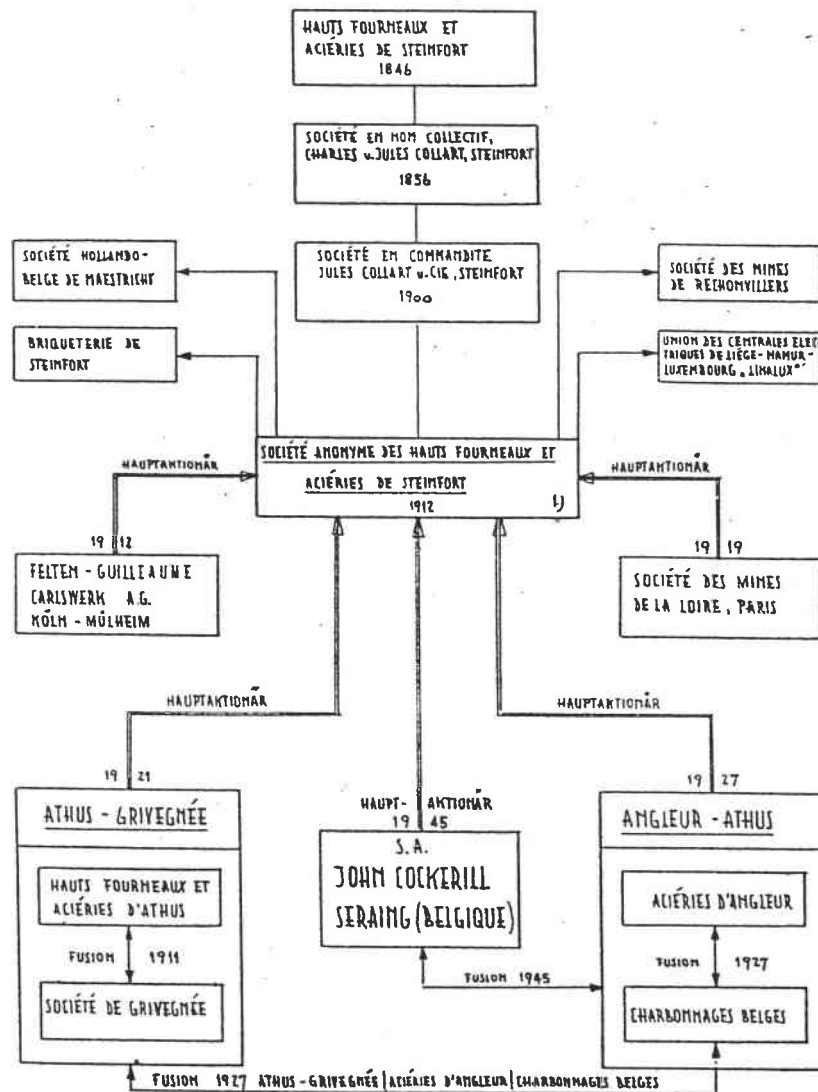 HAUTS FOURNEAUX ET
ACIÉRIES DE STEINFORT
1846
SOCIÉTÉ EN NOM COLLECTIF,
CHARLES u. JULES COLLART, STEINFORT
1856
SOCIÉTÉ EN COMMANDITE
JULES COLLART u. CIE, STEINFORT
1900
SOCIÉTÉ HOLLANDO-
BELGE DE MAESTRICHT
BRIQUETERIE DE
STEINFORT
SOCIÉTÉ DES MINES
DE RECHONVILLERS
UNION DES CENTRALES ELEC
TRIQUES DE LIÉGE-NAMUR-
LUXEMBOURG „LINALUX"
SOCIÉTÉ ANONYME DES HAUTS FOURNEAUX ET
ACIÉRIES DE STEINFORT
1912
1)
HAUPTAKTIONÄR
19 12
FELTEN-GUILLEAUME
CARLSWERK A.G.
KÖLN-MÜLHEIM
HAUPTAKTIONÄR
19 19
SOCIÉTÉ DES MINES
DE LA LOIRE, PARIS
HAUPTAKTIONÄR
19 21
ATHUS-GRIVEGNÉE
HAUTS FOURNEAUX ET
ACIÉRIES D'ATHUS
FUSION 1911
SOCIÉTÉ DE GRIVEGNÉE
HAUPT-AKTIONÄR
19 45
S.A.
JOHN COCKERILL
SERAING (BELGIQUE)
FUSION 1945
HAUPTAKTIONÄR
19 27
ANGLEUR-ATHUS
ACIÉRIES D'ANGLEUR
FUSION 1927
CHARBONNAGES BELGES
FUSION 1927 ATHUS-GRIVEGNÉE | ACIÉRIES D'ANGLEUR | CHARBONNAGES BELGES